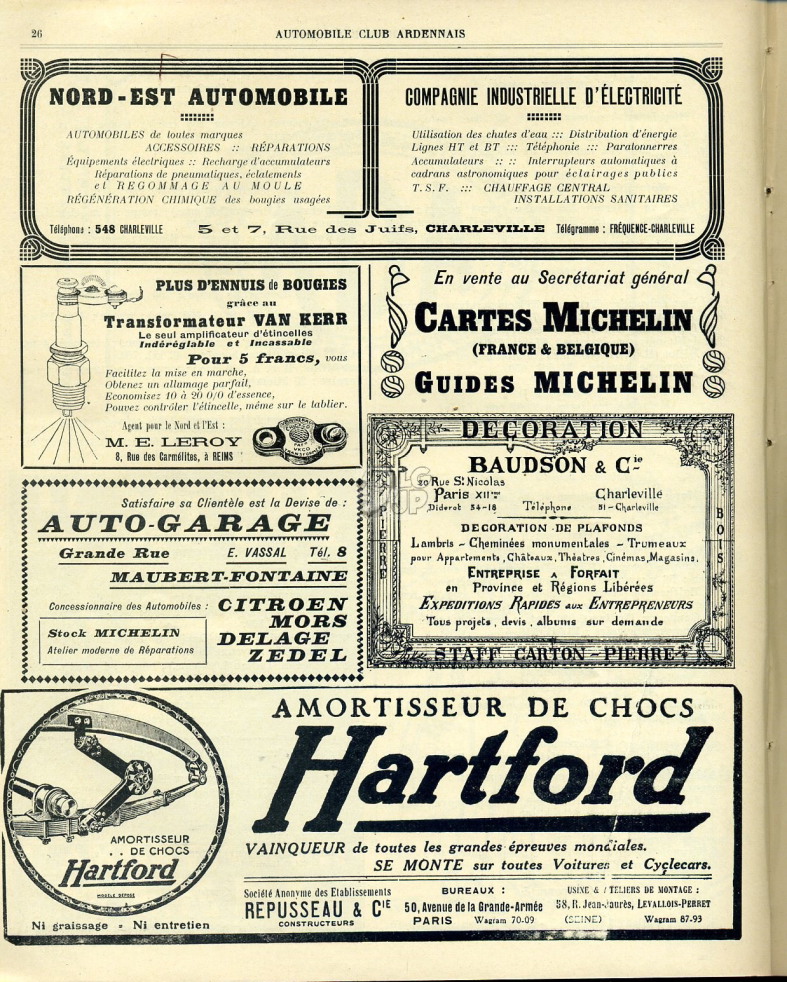 26
AUTOMOBILE CLUB ARDENNAIS
NORD-EST AUTOMOBILE
AUTOMOBILES de toutes marques
ACCESSOIRES :: RÉPARATIONS
Équipements électriques :: Recharge d'accumulateurs
Réparations de pneumatiques, éclatements
et REGOMMAGE AU MOULE
RÉGÉNÉRATION CHIMIQUE des bougies usagées
COMPAGNIE INDUSTRIELLE D'ÉLECTRICITÉ
Utilisation des chutes d'eau ::: Distribution d'énergie
Lignes HT et BT ::: Téléphonie ::: Paratonnerres
Accumulateurs :: :: Interrupteurs automatiques à
cadrans astronomiques pour éclairages publics
T.S.F. ::: CHAUFFAGE CENTRAL
INSTALLATIONS SANITAIRES
Téléphone : 548 CHARLEVILLE 5 et 7, Rue des Juifs, CHARLEVILLE Télégramme : FRÉQUENCE-CHARLEVILLE
PLUS D'ENNUIS de BOUGIES
grâce au
Transformateur VAN KERR
Le seul amplificateur d'étincelles
Indéréglable et Incassable
Pour 5 francs, vous
Facilitez la mise en marche,
Obtenez un allumage parfait,
Economisez 10 à 20 0/0 d'essence,
Pouvez contrôler l'étincelle, même sur le tablier.
Agent pour le Nord et l'Est :
M. E. LEROY
8, Rue des Carmélites, à REIMS
En vente au Secrétariat général
CARTES MICHELIN
(FRANCE & BELGIQUE)
GUIDES MICHELIN
Satisfaire sa Clientèle est la Devise de :
AUTO-GARAGE
Grande Rue E. VASSAL Tél. 8
MAUBERT-FONTAINE
Concessionnaire des Automobiles : CITROEN
MORS
DELAGE
ZEDEL
Stock MICHELIN
Atelier moderne de Réparations
DECORATION
BAUDSON & Cie
20 Rue St Nicolas
Paris XIIme Charleville
Diderot 34-18 Téléphone 51-Charleville
PIERRE
BOIS
DECORATION DE PLAFONDS
Lambris - Cheminées monumentales - Trumeaux
pour Appartements, Châteaux, Théatres, Cinémas, Magasins.
ENTREPRISE A FORFAIT
en Province et Régions Libérées
EXPEDITIONS RAPIDES aux ENTREPRENEURS
Tous projets, devis, albums sur demande
STAFF CARTON-PIERRE
AMORTISSEUR DE CHOCS
Hartford
VAINQUEUR de toutes les grandes épreuves mondiales.
SE MONTE sur toutes Voitures et Cyclecars.
AMORTISSEUR
DE CHOCS
Hartford
MODELE DEPOSE
Ni graissage - Ni entretien
Société Anonyme des Etablissements
REPUSSEAU & CIE
CONSTRUCTEURS
BUREAUX :
50, Avenue de la Grande-Armée
PARIS Wagram 70-09
USINE & ATELIERS DE MONTAGE :
58, R. Jean-Jaurès, LEVALLOIS-PERRET
(SEINE) Wagram 87-93